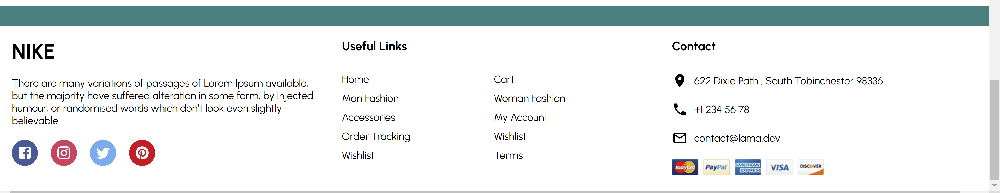 NIKE
There are many variations of passages of Lorem Ipsum available,
but the majority have suffered alteration in some form, by injected
humour, or randomised words which don't look even slightly
believable.
Useful Links
Home
Man Fashion
Accessories
Order Tracking
Wishlist
Cart
Woman Fashion
My Account
Wishlist
Terms
Contact
622 Dixie Path , South Tobinchester 98336
+1 234 56 78
contact@lama.dev
MasterCard
PayPal
AMERICAN
EXPRESS
VISA
DISCOVER